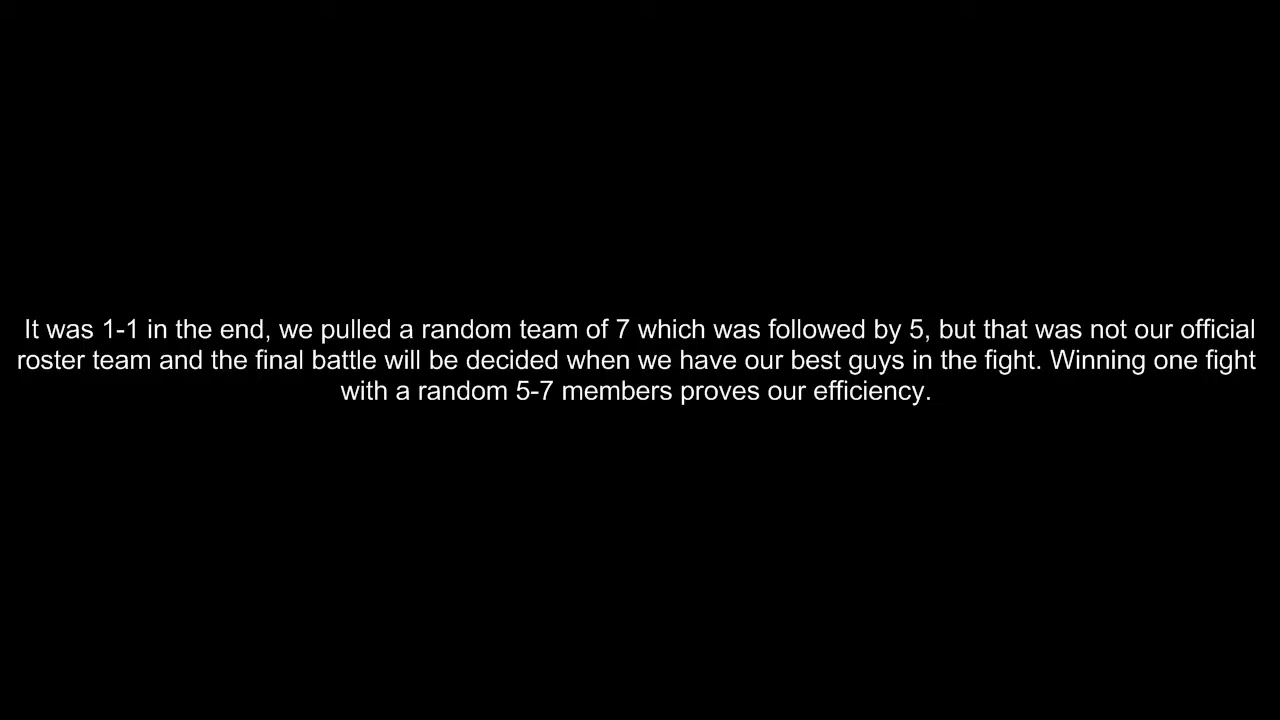 It was 1-1 in the end, we pulled a random team of 7 which was followed by 5, but that was not our official
roster team and the final battle will be decided when we have our best guys in the fight. Winning one fight
with a random 5-7 members proves our efficiency.